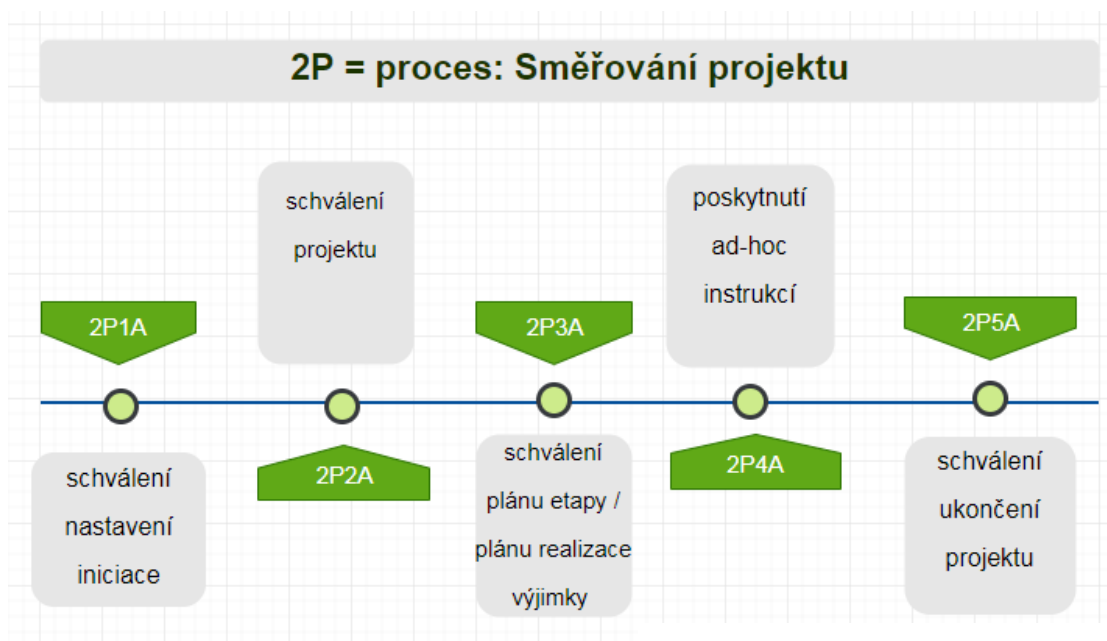 2P = proces: Směřování projektu
2P1A
schválení
nastavení
iniciace
schválení
projektu
2P2A
2P3A
schválení
plánu etapy /
plánu realizace
výjimky
poskytnutí
ad-hoc
instrukcí
2P4A
2P5A
schválení
ukončení
projektu